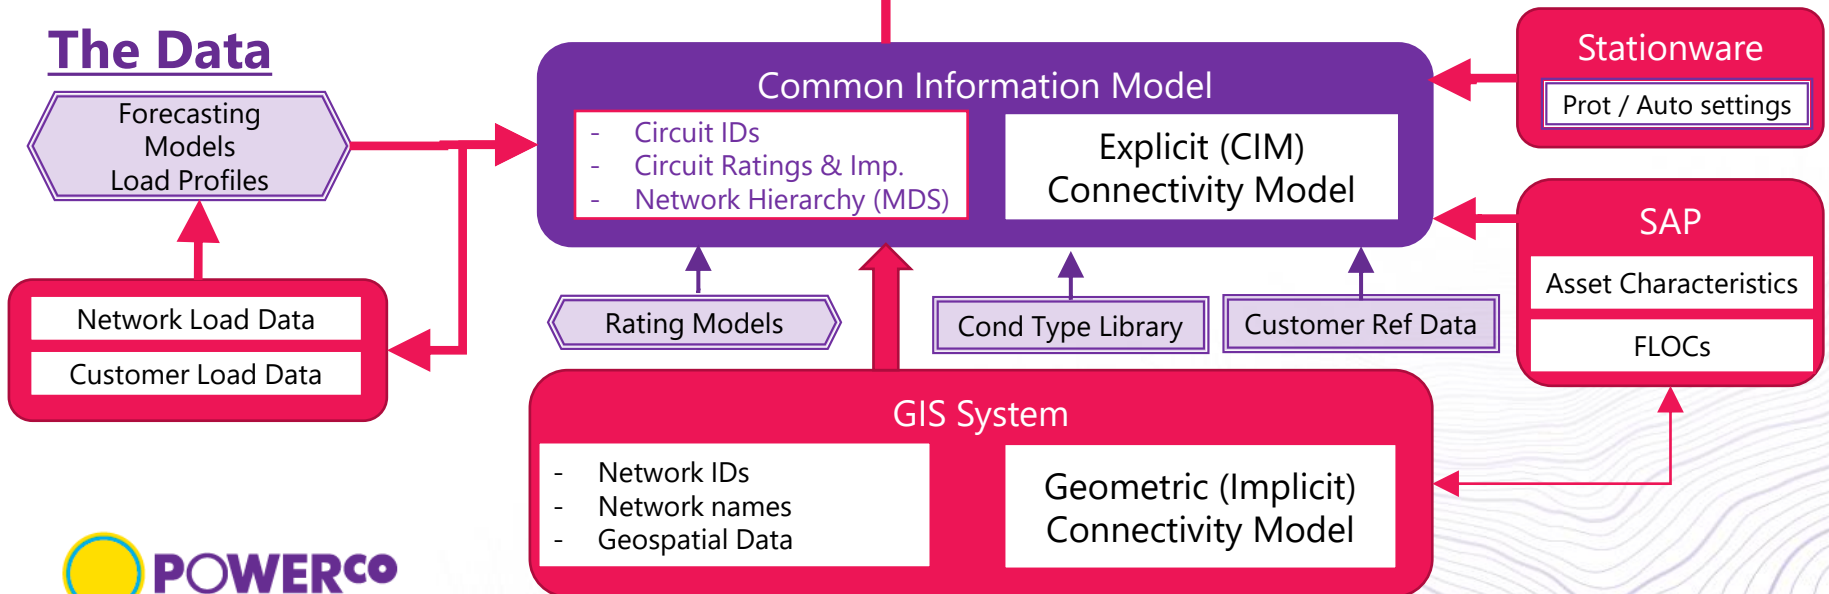 The Data
Forecasting
Models
Load Profiles
Network Load Data
Customer Load Data
Common Information Model
- Circuit IDs
- Circuit Ratings & Imp.
- Network Hierarchy (MDS)
Explicit (CIM)
Connectivity Model
Stationware
Prot / Auto settings
SAP
Asset Characteristics
FLOCs
Rating Models
Cond Type Library
Customer Ref Data
GIS System
- Network IDs
- Network names
- Geospatial Data
Geometric (Implicit)
Connectivity Model
POWERCO